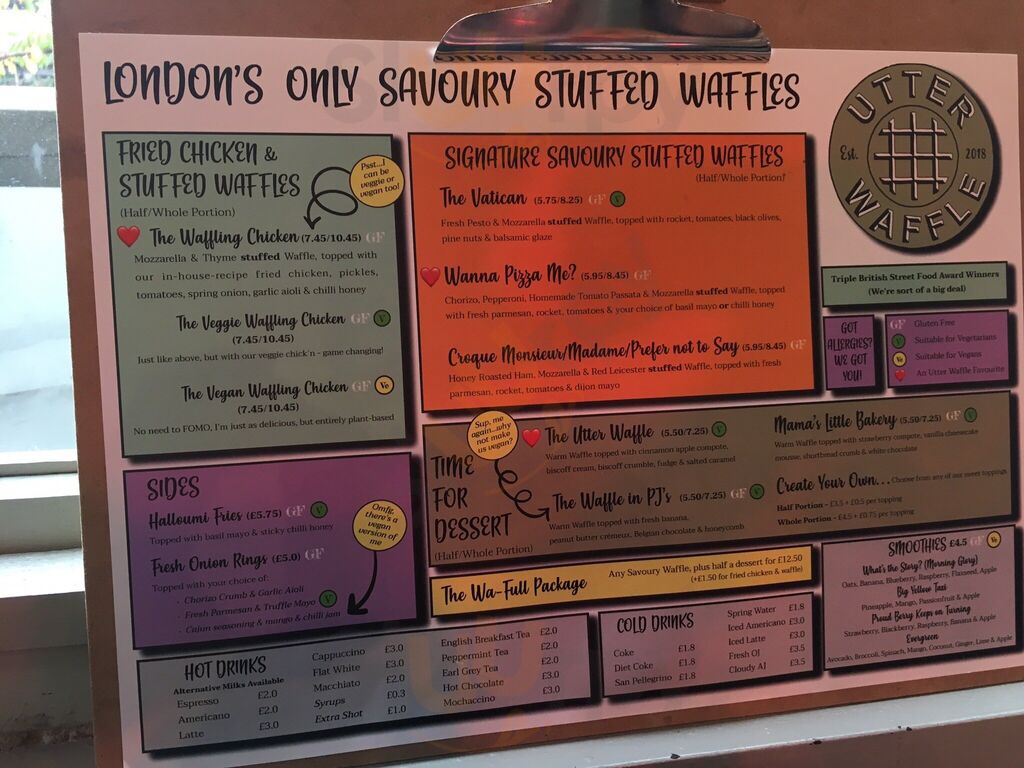 LONDON'S ONLY SAVOURY STUFFED WAFFLES
UTTER WAFFLE
Est. 2018
FRIED CHICKEN &
STUFFED WAFFLES
(Half/Whole Portion)
Psst...I
can be
veggie or
vegan too!
The Waffling Chicken (7.45/10.45) GF
Mozzarella & Thyme stuffed Waffle, topped with
our in-house-recipe fried chicken, pickles,
tomatoes, spring onion, garlic aioli & chilli honey
The Veggie Waffling Chicken GF V
(7.45/10.45)
Just like above, but with our veggie chick'n - game changing!
The Vegan Waffling Chicken GF Ve
(7.45/10.45)
No need to FOMO, I'm just as delicious, but entirely plant-based
SIGNATURE SAVOURY STUFFED WAFFLES
(Half/Whole Portion)
The Vatican (5.75/8.25) GF V
Fresh Pesto & Mozzarella stuffed Waffle, topped with rocket, tomatoes, black olives,
pine nuts & balsamic glaze
Wanna Pizza Me? (5.95/8.45) GF
Chorizo, Pepperoni, Homemade Tomato Passata & Mozzarella stuffed Waffle, topped
with fresh parmesan, rocket, tomatoes & your choice of basil mayo or chilli honey
Croque Monsieur/Madame/Prefer not to Say (5.95/8.45) GF
Honey Roasted Ham, Mozzarella & Red Leicester stuffed Waffle, topped with fresh
parmesan, rocket, tomatoes & dijon mayo
Triple British Street Food Award Winners
(We're sort of a big deal)
GOT
ALLERGIES?
WE GOT
YOU!
GF Gluten Free
V Suitable for Vegetarians
Ve Suitable for Vegans
An Utter Waffle Favourite
SIDES
Halloumi Fries (£5.75) GF V
Topped with basil mayo & sticky chilli honey
Omfg,
there's a
vegan
version of
me
Fresh Onion Rings (£5.0) GF
Topped with your choice of:
- Chorizo Crumb & Garlic Aioli
- Fresh Parmesan & Truffle Mayo V
- Cajun seasoning & mango & chilli jam
TIME
FOR
DESSERT
(Half/Whole Portion)
Sup, me
again...why
not make
us vegan?
The Utter Waffle (5.50/7.25) V
Warm Waffle topped with cinnamon apple compote,
biscoff cream, biscoff crumble, fudge & salted caramel
The Waffle in PJ's (5.50/7.25) GF V
Warm Waffle topped with fresh banana,
peanut butter crémeux, Belgian chocolate & honeycomb
Mama's Little Bakery (5.50/7.25) GF V
Warm Waffle topped with strawberry compote, vanilla cheesecake
mousse, shortbread crumb & white chocolate
Create Your Own... Choose from any of our sweet toppings
Half Portion - £3.5 + £0.5 per topping
Whole Portion - £4.5 + £0.75 per topping
The Wa-Full Package
Any Savoury Waffle, plus half a dessert for £12.50
(+£1.50 for fried chicken & waffle)
SMOOTHIES £4.5 GF Ve
What's the Story? (Morning Glory)
Oats, Banana, Blueberry, Raspberry, Flaxseed, Apple
Big Yellow Taxi
Pineapple, Mango, Passionfruit & Apple
Proud Berry Keeps on Turning
Strawberry, Blackberry, Raspberry, Banana & Apple
Evergreen
Avocado, Broccoli, Spinach, Mango, Coconut, Ginger, Lime & Apple
HOT DRINKS
Alternative Milks Available
Espresso £2.0
Americano £2.0
Latte £3.0
Cappuccino £3.0
Flat White £3.0
Macchiato £2.0
Syrups £0.3
Extra Shot £1.0
English Breakfast Tea £2.0
Peppermint Tea £2.0
Earl Grey Tea £2.0
Hot Chocolate £3.0
Mochaccino £3.0
COLD DRINKS
Coke £1.8
Diet Coke £1.8
San Pellegrino £1.8
Spring Water £1.8
Iced Americano £3.0
Iced Latte £3.0
Fresh OJ £3.5
Cloudy AJ £3.5